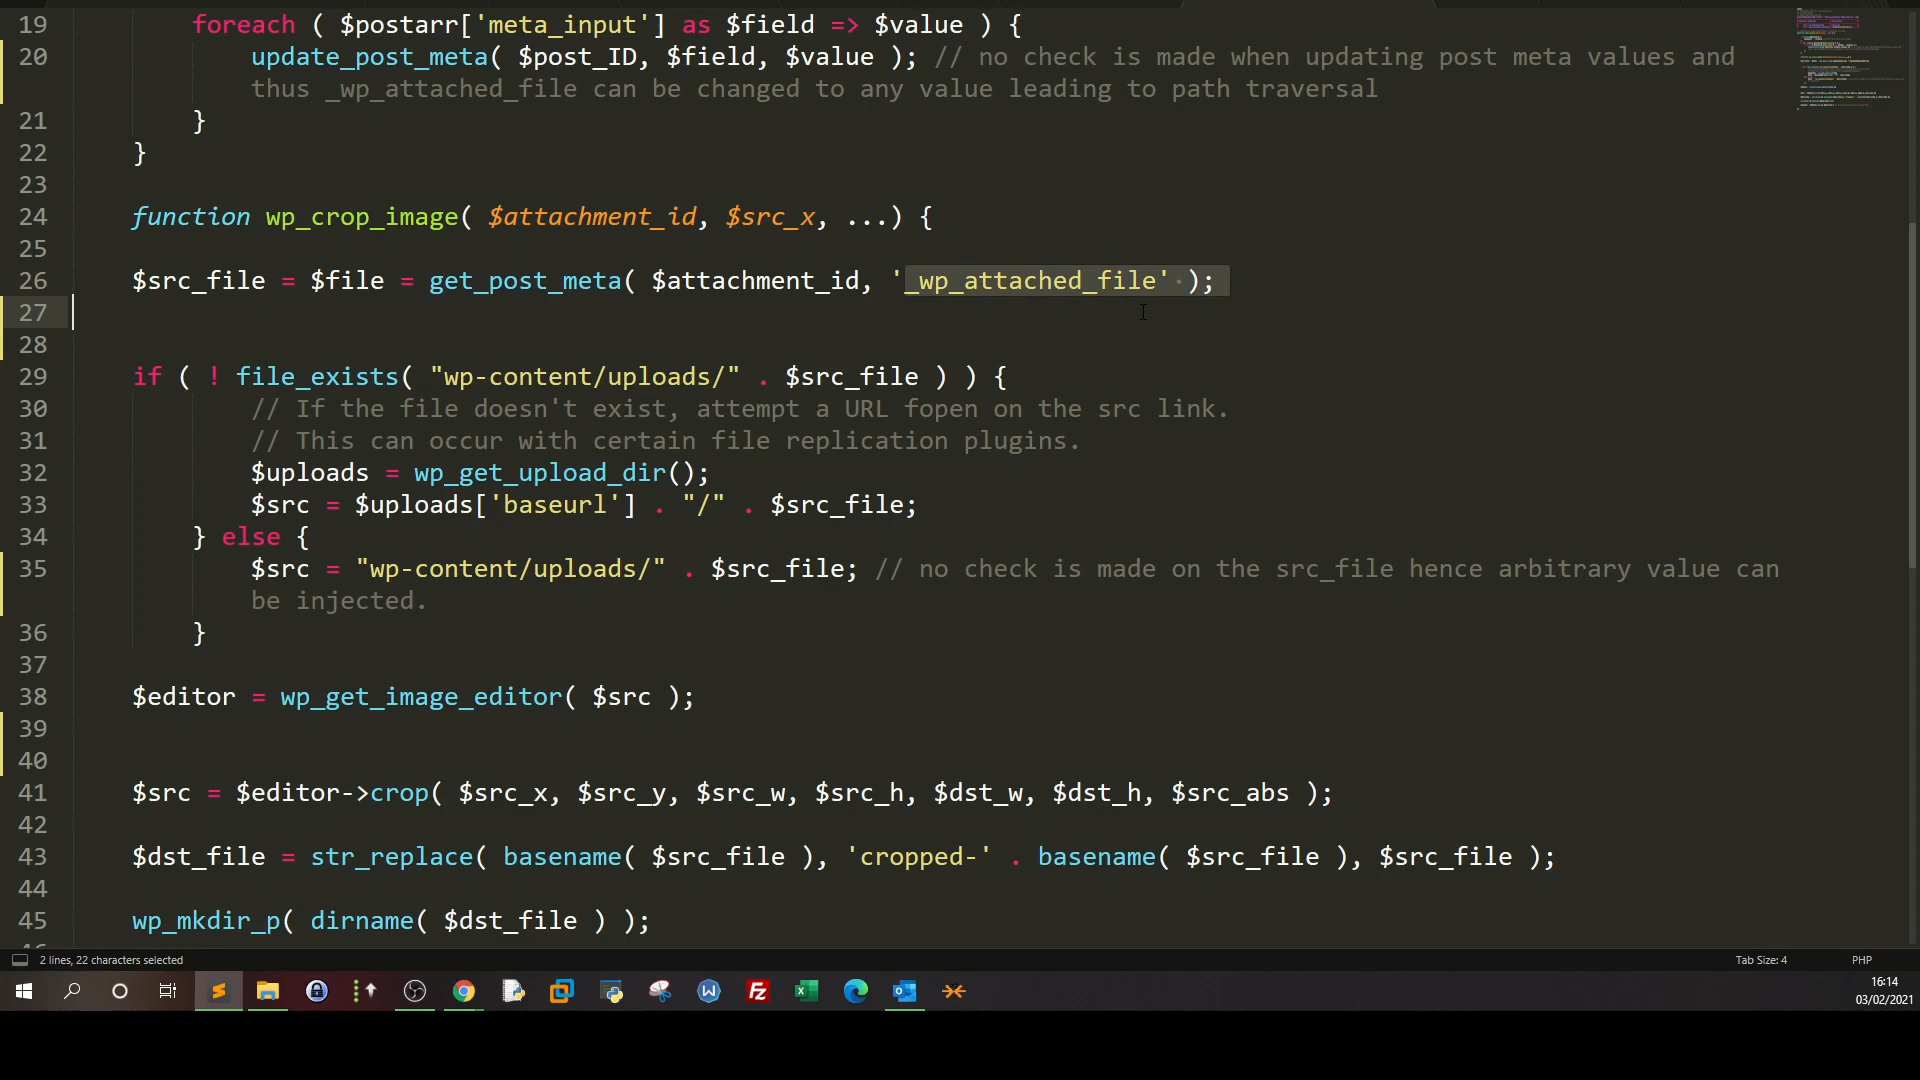 19 foreach ( $postarr['meta_input'] as $field => $value ) {
20 update_post_meta( $post_ID, $field, $value ); // no check is made when updating post meta values and
thus _wp_attached_file can be changed to any value leading to path traversal
21 }
22 }
23
24 function wp_crop_image( $attachment_id, $src_x, ...) {
25
26 $src_file = $file = get_post_meta( $attachment_id, '_wp_attached_file' );
27
28
29 if ( ! file_exists( "wp-content/uploads/" . $src_file ) ) {
30 // If the file doesn't exist, attempt a URL fopen on the src link.
31 // This can occur with certain file replication plugins.
32 $uploads = wp_get_upload_dir();
33 $src = $uploads['baseurl'] . "/" . $src_file;
34 } else {
35 $src = "wp-content/uploads/" . $src_file; // no check is made on the src_file hence arbitrary value can
be injected.
36 }
37
38 $editor = wp_get_image_editor( $src );
39
40
41 $src = $editor->crop( $src_x, $src_y, $src_w, $src_h, $dst_w, $dst_h, $src_abs );
42
43 $dst_file = str_replace( basename( $src_file ), 'cropped-' . basename( $src_file ), $src_file );
44
45 wp_mkdir_p( dirname( $dst_file ) );
2 lines, 22 characters selected
Tab Size: 4
PHP
16:14
03/02/2021